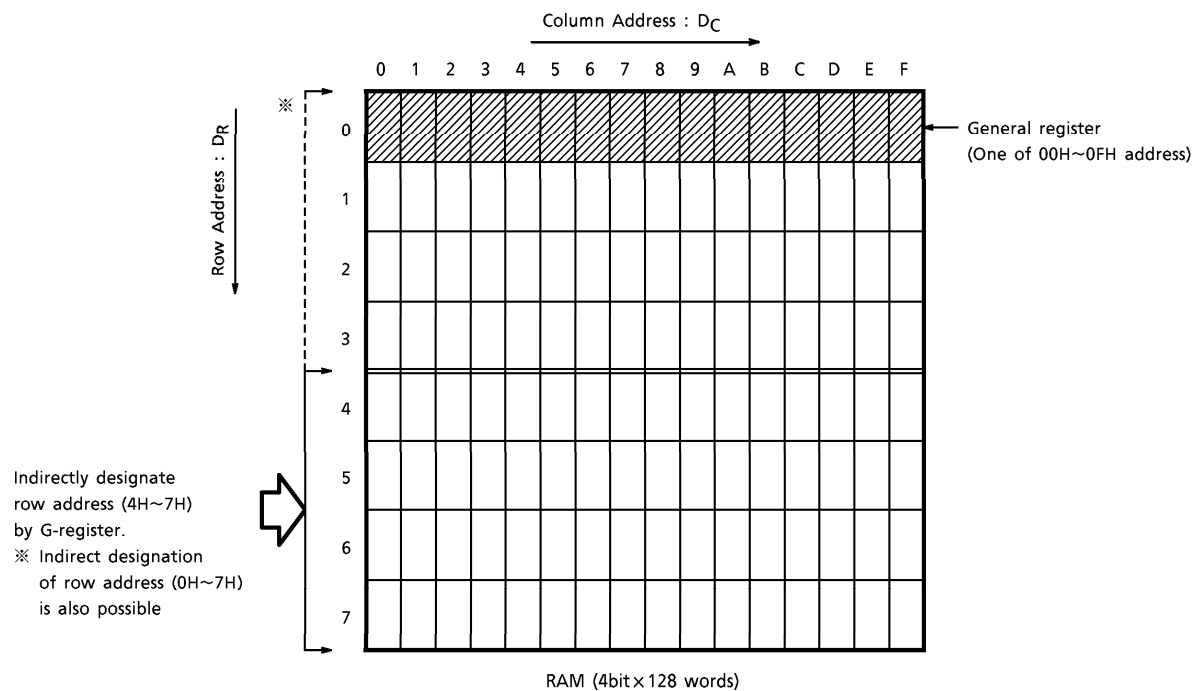 Column Address : DC
0 1 2 3 4 5 6 7 8 9 A B C D E F
※
Row Address : DR
0
General register
(One of 00H~0FH address)
1
2
3
4
5
6
7
Indirectly designate
row address (4H~7H)
by G-register.
※ Indirect designation
of row address (0H~7H)
is also possible
RAM (4bit×128 words)